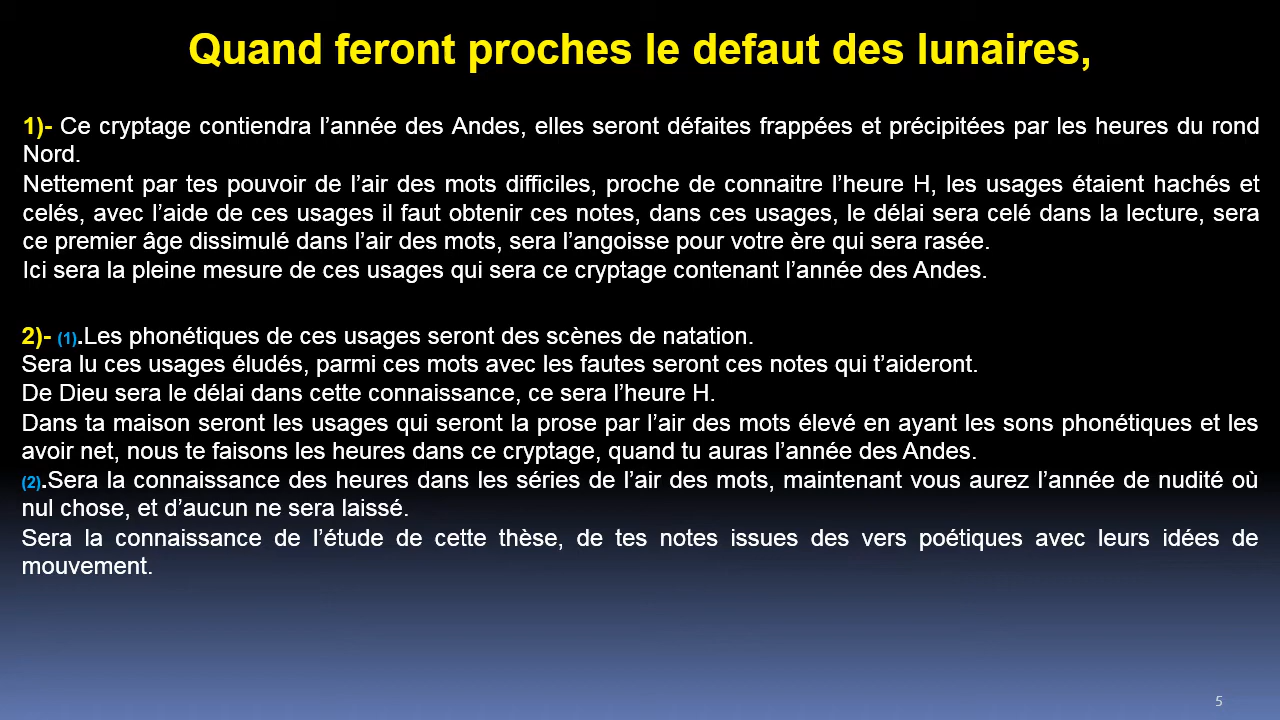 Quand feront proches le defaut des lunaires,
1)- Ce cryptage contiendra l’année des Andes, elles seront défaites frappées et précipitées par les heures du rond
Nord.
Nettement par tes pouvoir de l’air des mots difficiles, proche de connaitre l’heure H, les usages étaient hachés et
celés, avec l’aide de ces usages il faut obtenir ces notes, dans ces usages, le délai sera celé dans la lecture, sera
ce premier âge dissimulé dans l’air des mots, sera l’angoisse pour votre ère qui sera rasée.
Ici sera la pleine mesure de ces usages qui sera ce cryptage contenant l’année des Andes.
2)- (1).Les phonétiques de ces usages seront des scènes de natation.
Sera lu ces usages éludés, parmi ces mots avec les fautes seront ces notes qui t’aideront.
De Dieu sera le délai dans cette connaissance, ce sera l’heure H.
Dans ta maison seront les usages qui seront la prose par l’air des mots élevé en ayant les sons phonétiques et les
avoir net, nous te faisons les heures dans ce cryptage, quand tu auras l’année des Andes.
(2).Sera la connaissance des heures dans les séries de l’air des mots, maintenant vous aurez l’année de nudité où
nul chose, et d’aucun ne sera laissé.
Sera la connaissance de l’étude de cette thèse, de tes notes issues des vers poétiques avec leurs idées de
mouvement.
5